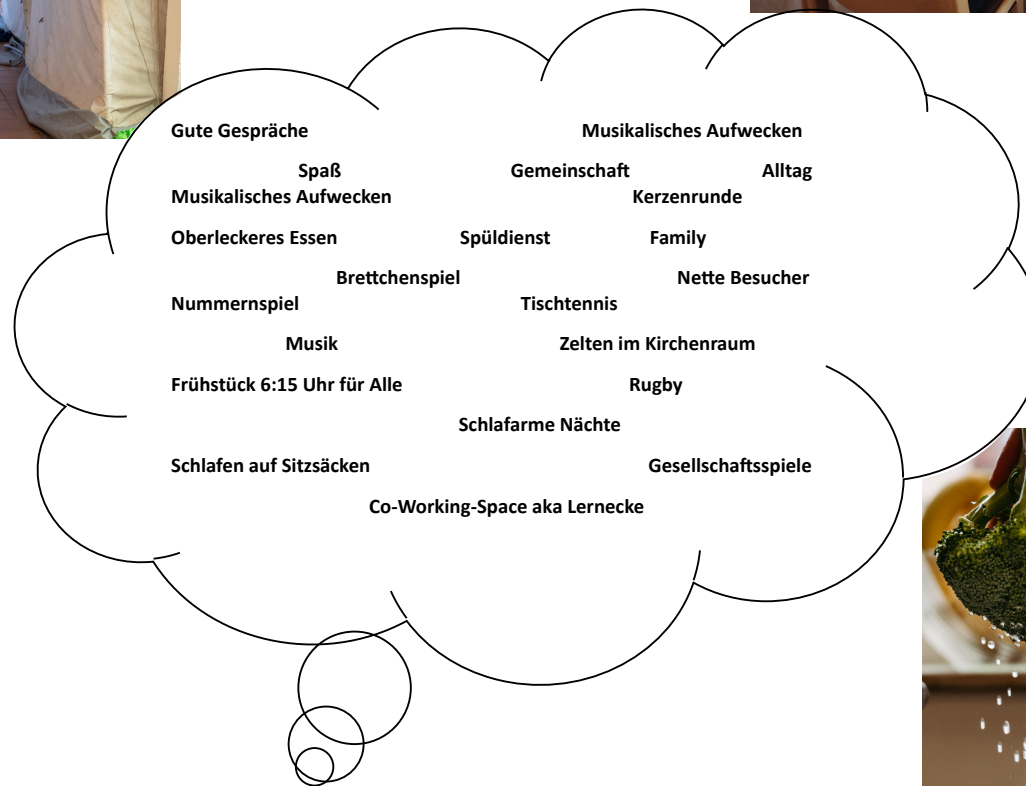 Gute Gespräche Musikalisches Aufwecken
Spaß Gemeinschaft Alltag
Musikalisches Aufwecken Kerzenrunde
Oberleckeres Essen Spüldienst Family
Brettchenspiel Nette Besucher
Nummernspiel Tischtennis
Musik Zelten im Kirchenraum
Frühstück 6:15 Uhr für Alle Rugby
Schlafarme Nächte
Schlafen auf Sitzsäcken Gesellschaftsspiele
Co-Working-Space aka Lernecke